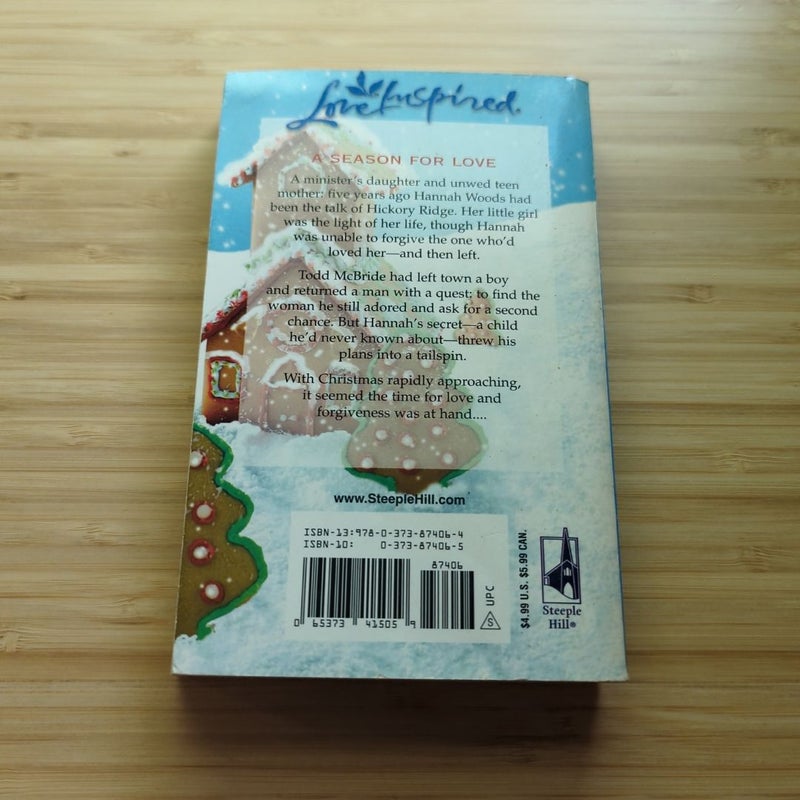 Love Inspired
A SEASON FOR LOVE
A minister's daughter and unwed teen
mother: five years ago Hannah Woods had
been the talk of Hickory Ridge. Her little girl
was the light of her life, though Hannah
was unable to forgive the one who'd
loved her—and then left.
Todd McBride had left town a boy
and returned a man with a quest: to find the
woman he still adored and ask for a second
chance. But Hannah's secret—a child
he'd never known about—threw his
plans into a tailspin.
With Christmas rapidly approaching,
it seemed the time for love and
forgiveness was at hand....
www.SteepleHill.com
ISBN-13:978-0-373-87406-4
ISBN-10: 0-373-87406-5
87406
0 65373 41505 9
S UPC
$4.99 U.S. $5.99 CAN.
Steeple
Hill®